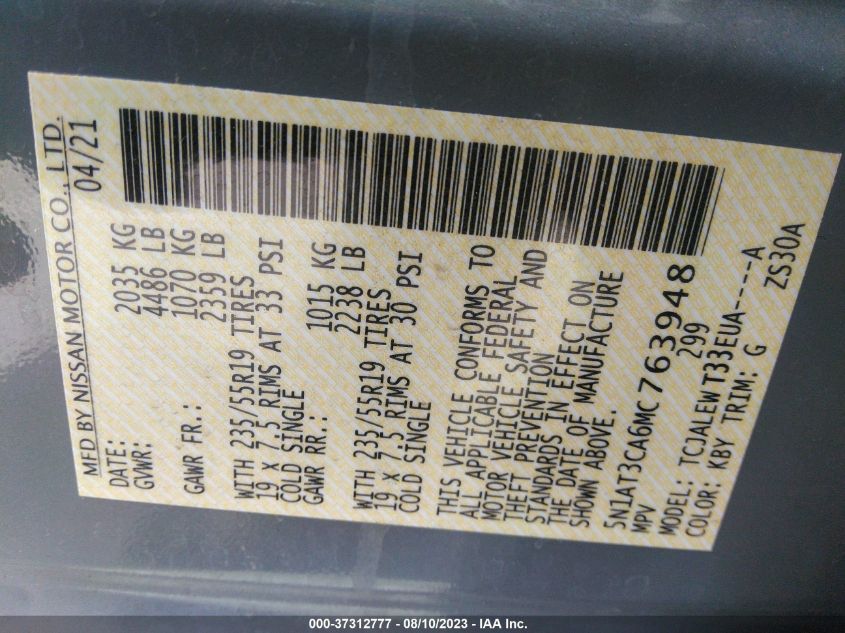 MFD BY NISSAN MOTOR CO., LTD.
DATE: 04/21
GVWR: 2035 KG
4486 LB
GAWR FR.: 1070 KG
2359 LB
WITH 235/55R19 TIRES
19 x 7.5 RIMS AT 33 PSI
COLD SINGLE
GAWR RR.: 1015 KG
2238 LB
WITH 235/55R19 TIRES
19 x 7.5 RIMS AT 30 PSI
COLD SINGLE
THIS VEHICLE CONFORMS TO
ALL APPLICABLE FEDERAL
MOTOR VEHICLE SAFETY AND
THEFT PREVENTION
STANDARDS IN EFFECT ON
THE DATE OF MANUFACTURE
SHOWN ABOVE.
5N1AT3CA6MC763948
MPV 299
MODEL: TCJALEWT33EUA-----A
COLOR: KBY TRIM: G ZS30A
000-37312777 — 08/10/2023 — IAA Inc.